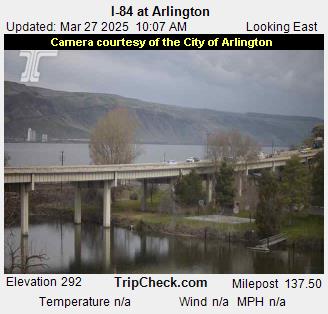 I-84 at Arlington
Updated: Mar 27 2025 10:07 AM Looking East
Camera courtesy of the City of Arlington
Elevation 292 TripCheck.com Milepost 137.50
Temperature n/a Wind n/a MPH n/a